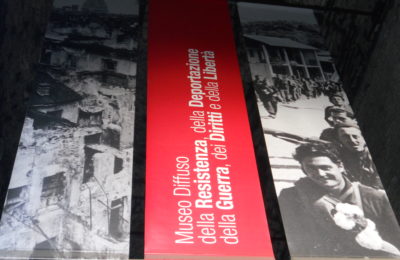 Museo Diffuso
della Resistenza, della Deportazione
della Guerra, dei Diritti e della Libertà